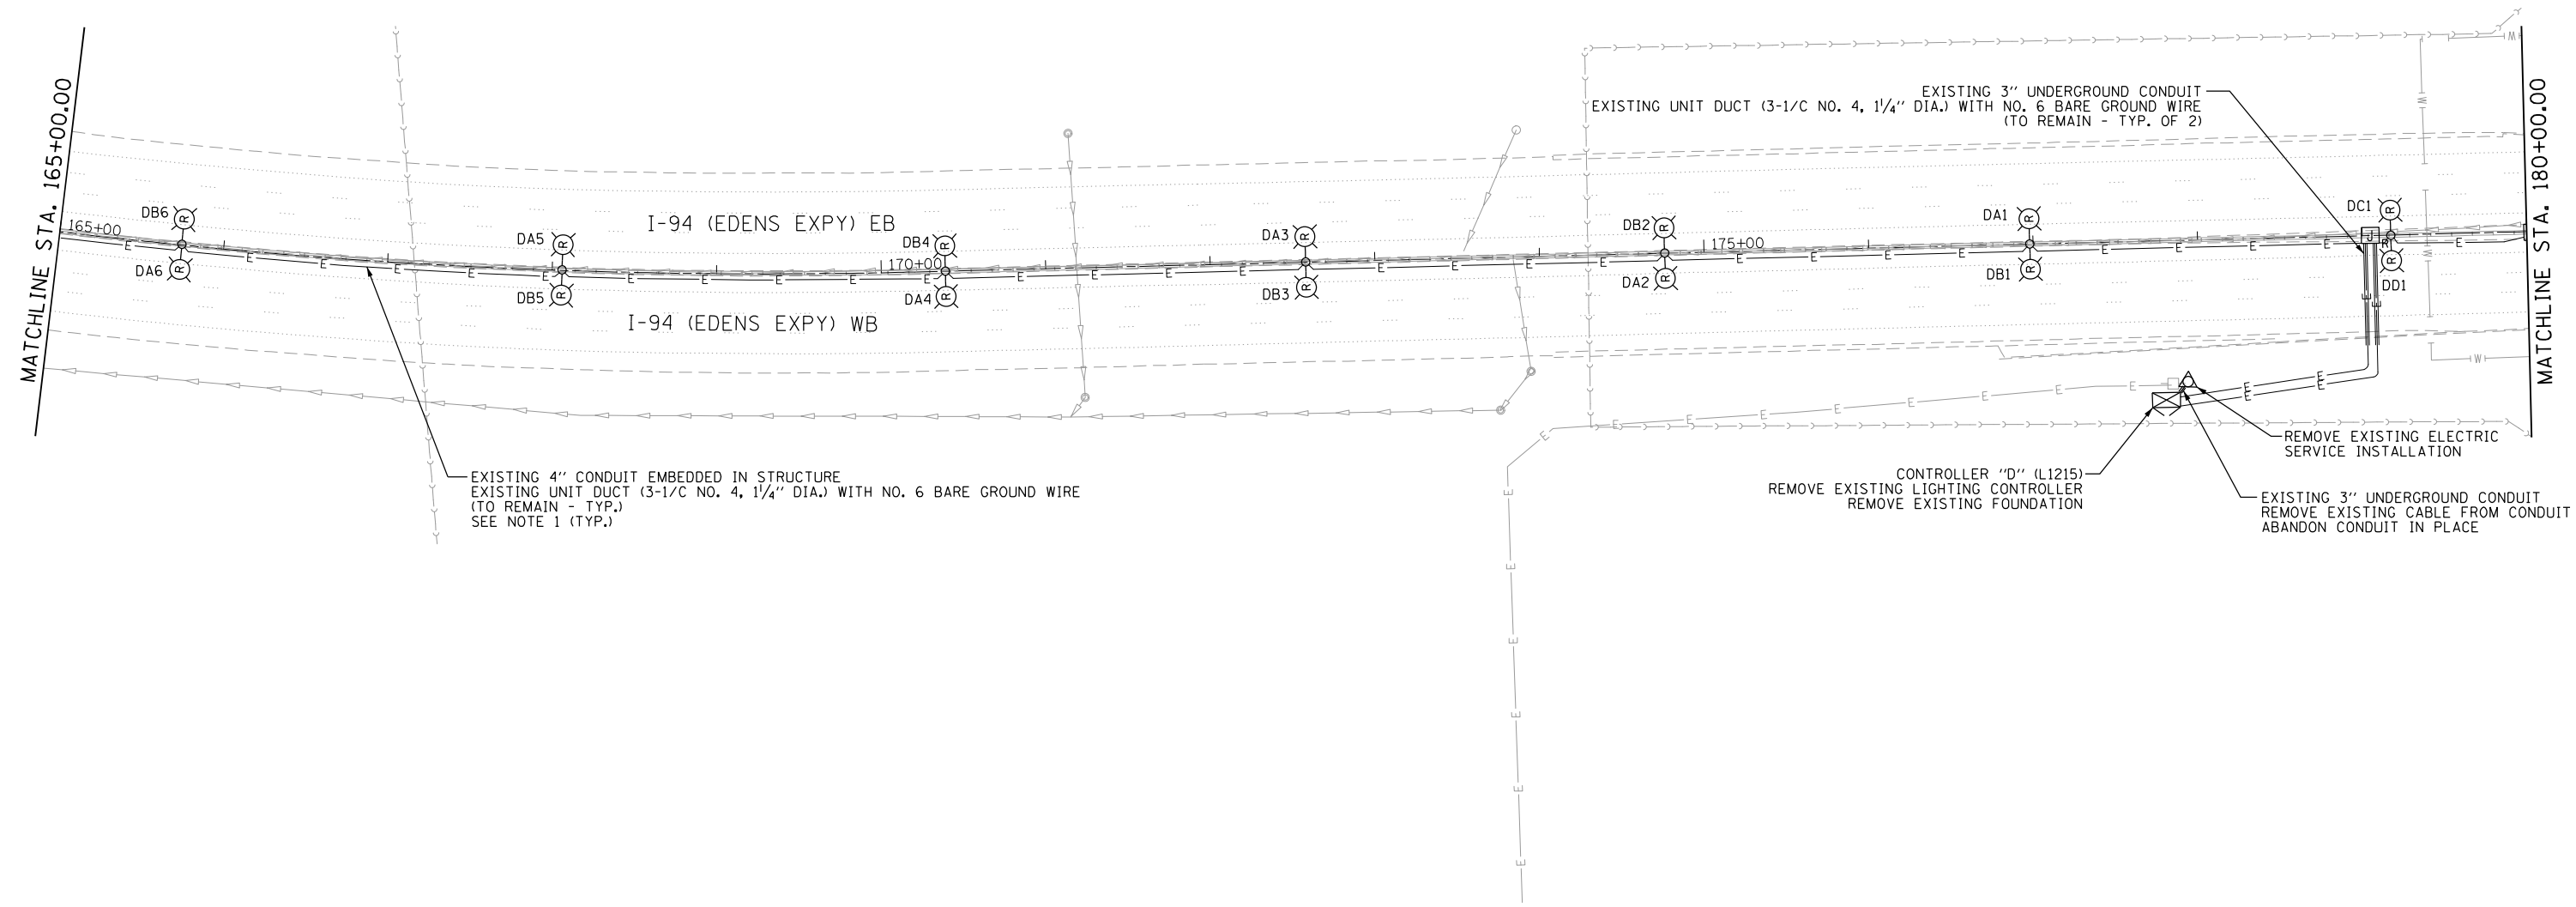 MATCHLINE STA. 165+00.00
165+00
DB6
R
DA6
R
DA5
R
DB5
R
I-94 (EDENS EXPY) EB
I-94 (EDENS EXPY) WB
DB4
R
170+00
DA4
R
DA3
R
DB3
R
DB2
R
DA2
R
175+00
DA1
R
DB1
R
EXISTING 3" UNDERGROUND CONDUIT
EXISTING UNIT DUCT (3-1/C NO. 4, 1¼" DIA.) WITH NO. 6 BARE GROUND WIRE
(TO REMAIN - TYP. OF 2)
DC1
R
J
R
DD1
R
MATCHLINE STA. 180+00.00
EXISTING 4" CONDUIT EMBEDDED IN STRUCTURE
EXISTING UNIT DUCT (3-1/C NO. 4, 1¼" DIA.) WITH NO. 6 BARE GROUND WIRE
(TO REMAIN - TYP.)
SEE NOTE 1 (TYP.)
CONTROLLER "D" (L1215)
REMOVE EXISTING LIGHTING CONTROLLER
REMOVE EXISTING FOUNDATION
REMOVE EXISTING ELECTRIC
SERVICE INSTALLATION
EXISTING 3" UNDERGROUND CONDUIT
REMOVE EXISTING CABLE FROM CONDUIT
ABANDON CONDUIT IN PLACE